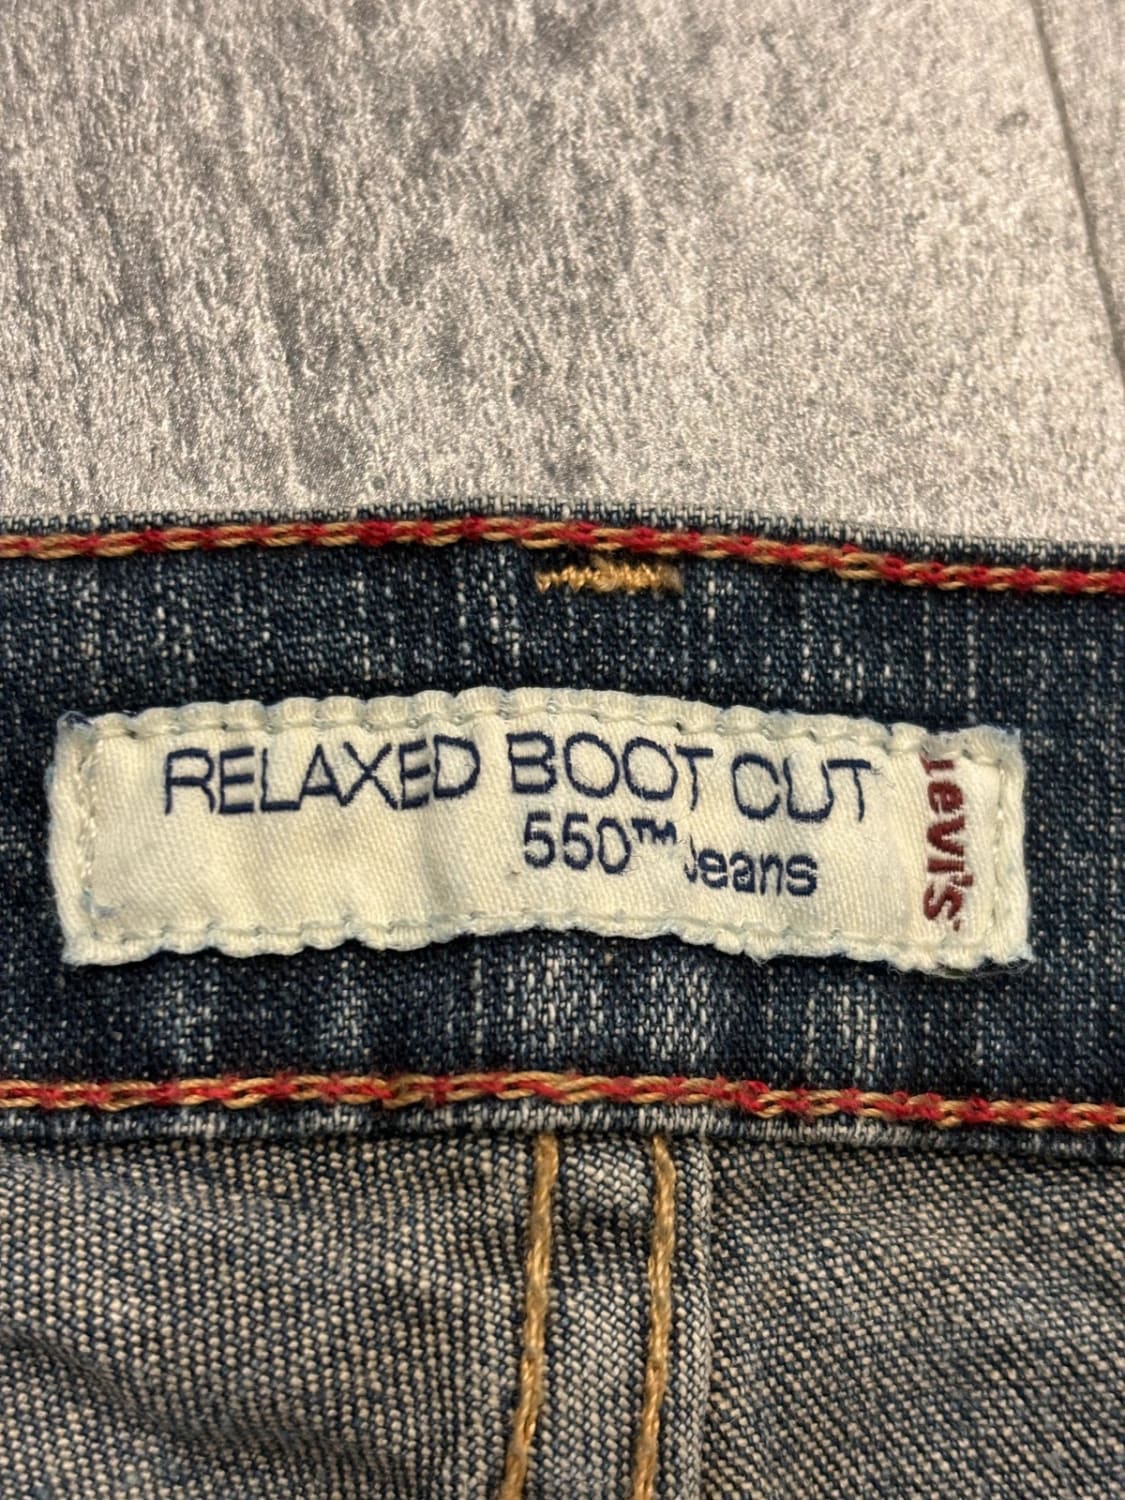 RELAXED BOOT CUT
550™ Jeans
Levi's